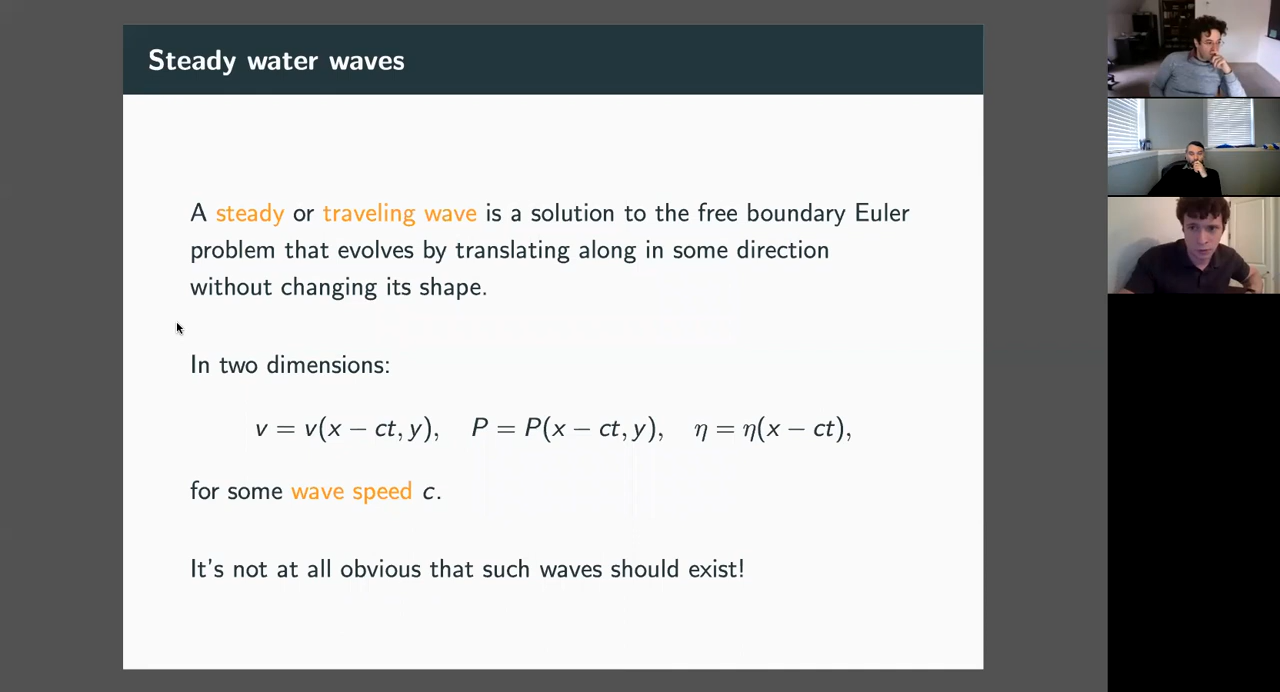 Steady water waves
A steady or traveling wave is a solution to the free boundary Euler
problem that evolves by translating along in some direction
without changing its shape.
In two dimensions:
v = v(x − ct, y), P = P(x − ct, y), η = η(x − ct),
for some wave speed c.
It's not at all obvious that such waves should exist!